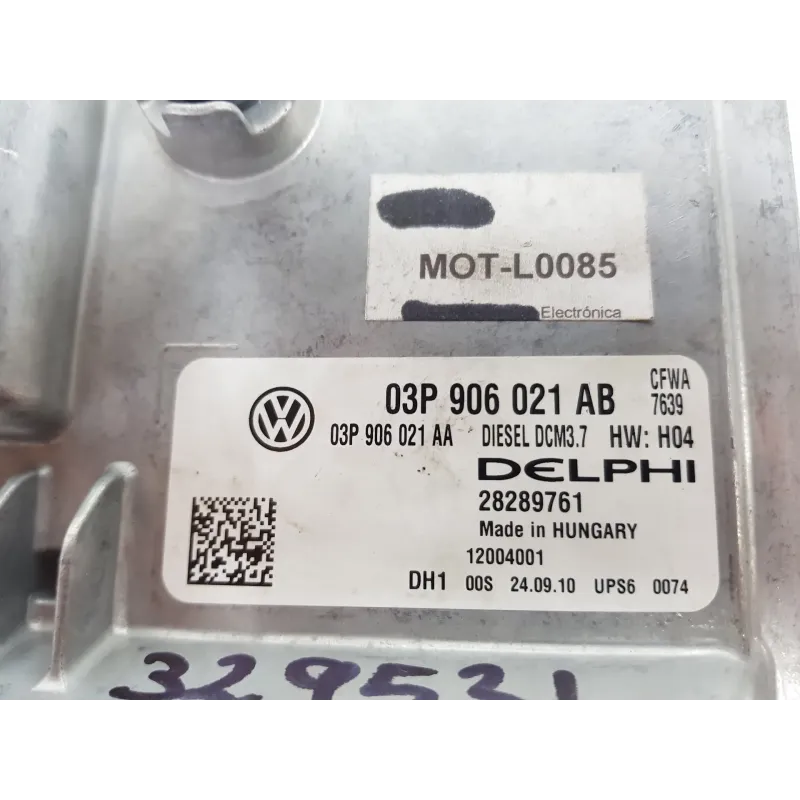 MOT-L0085
Electrónica
03P 906 021 AB CFWA 7639
03P 906 021 AA DIESEL DCM3.7 HW: H04
DELPHI
28289761
Made in HUNGARY
12004001
DH1 00S 24.09.10 UPS6 0074
329531